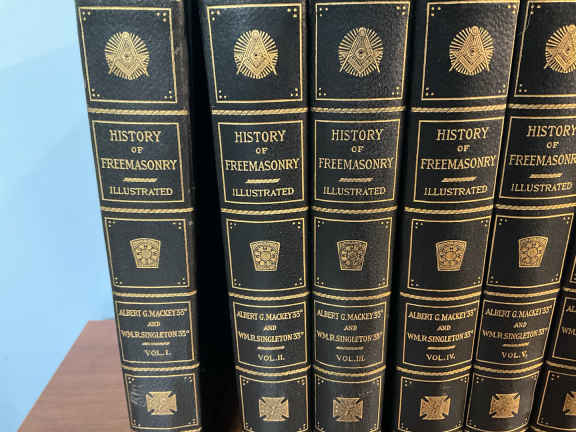 HISTORY
OF
FREEMASONRY
ILLUSTRATED
ALBERT G. MACKEY 33°
AND
WM. R. SINGLETON 33°
VOL. I.
HISTORY
OF
FREEMASONRY
ILLUSTRATED
ALBERT G. MACKEY 33°
AND
WM. R. SINGLETON 33°
VOL. II.
HISTORY
OF
FREEMASONRY
ILLUSTRATED
ALBERT G. MACKEY 33°
AND
WM. R. SINGLETON 33°
VOL. III.
HISTORY
OF
FREEMASONRY
ILLUSTRATED
ALBERT G. MACKEY 33°
AND
WM. R. SINGLETON 33°
VOL. IV.
HISTORY
OF
FREEMASONRY
ILLUSTRATED
ALBERT G. MACKEY 33°
AND
WM. R. SINGLETON 33°
VOL. V.